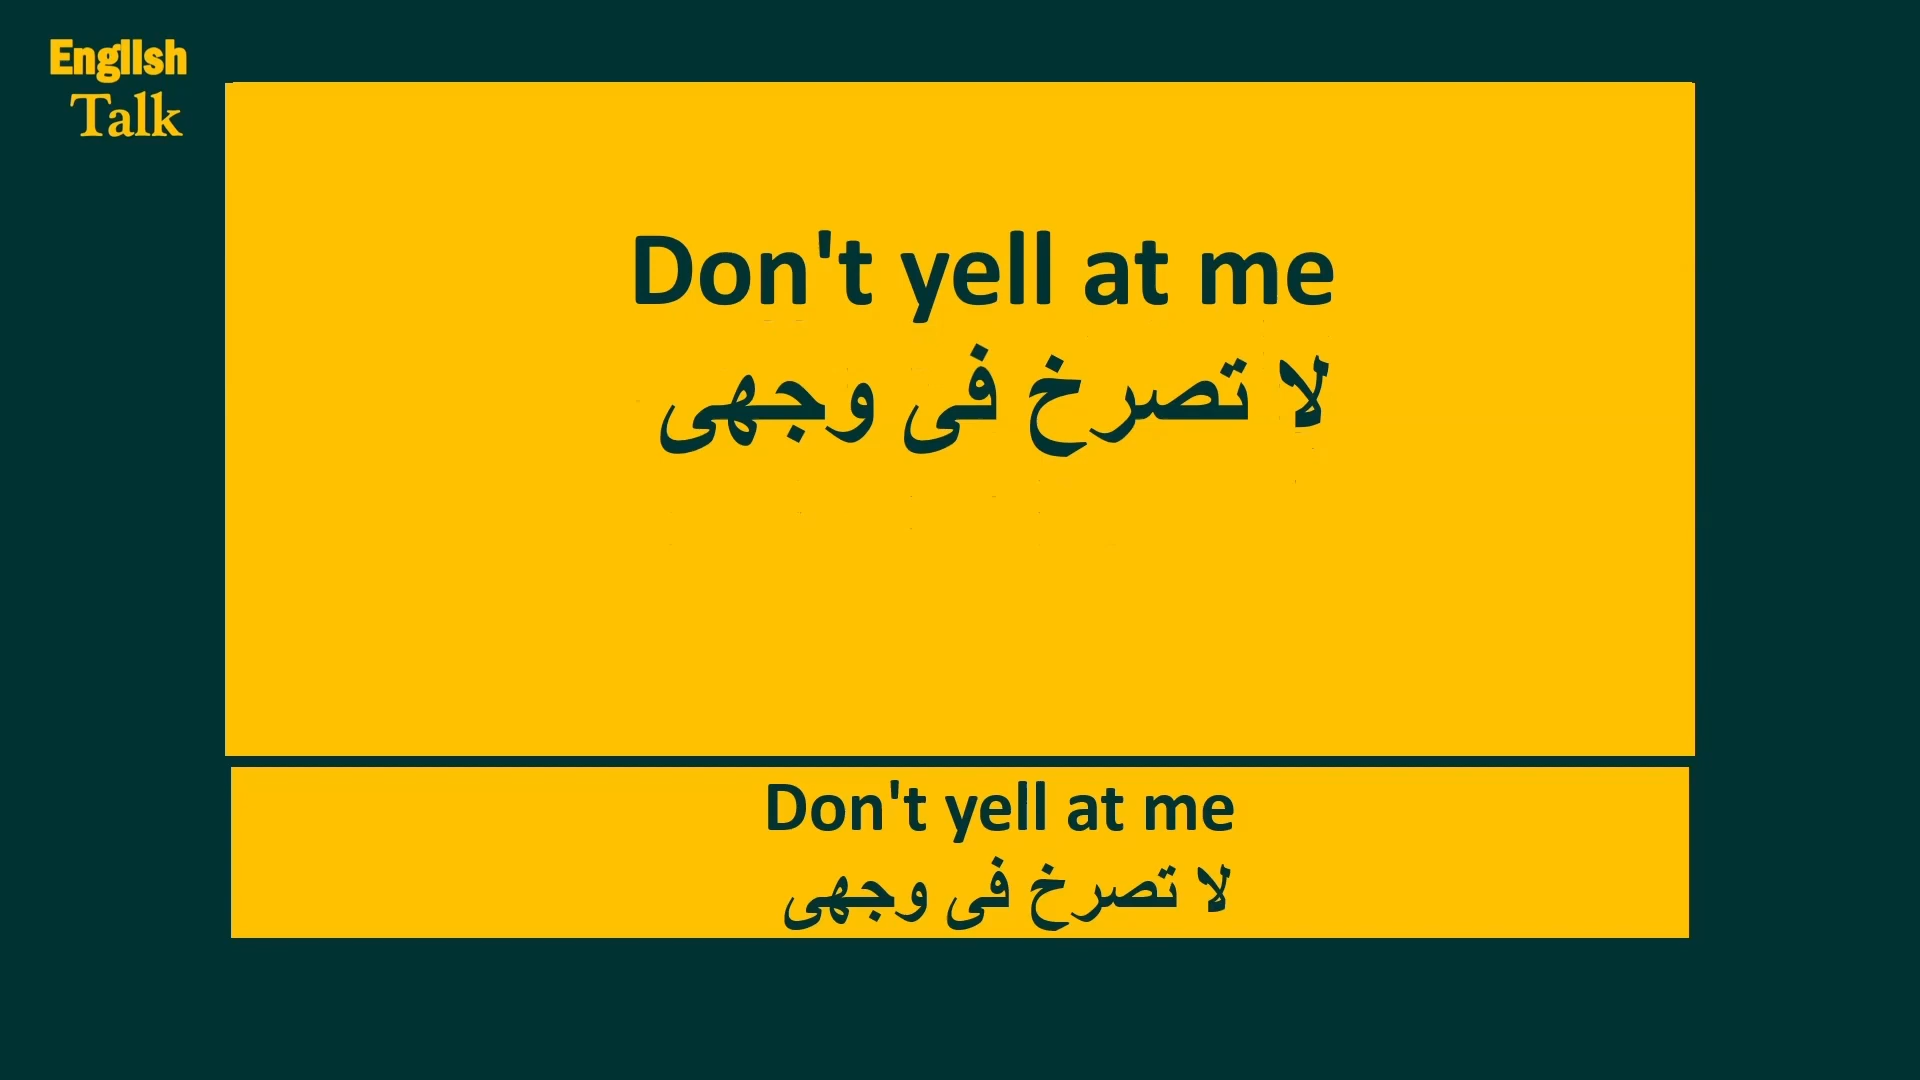 English
Talk
Don't yell at me
لا تصرخ فى وجهى
Don't yell at me
لا تصرخ فى وجهى